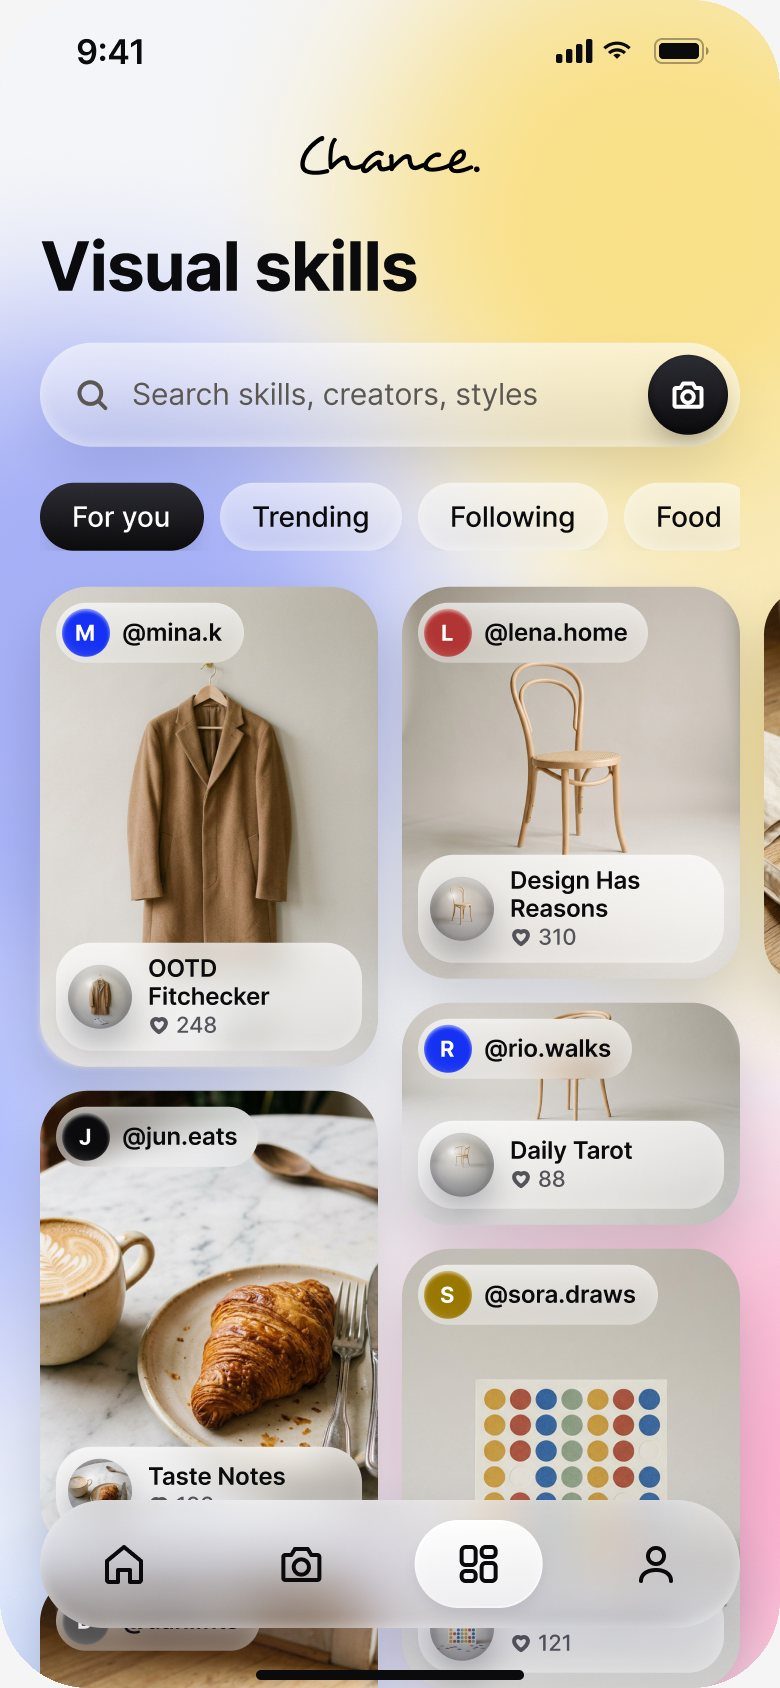 9:41
Chance.
Visual skills
Search skills, creators, styles
For you
Trending
Following
Food
M
@mina.k
OOTD
Fitchecker
248
L
@lena.home
Design Has
Reasons
310
R
@rio.walks
Daily Tarot
88
J
@jun.eats
Taste Notes
S
@sora.draws
121